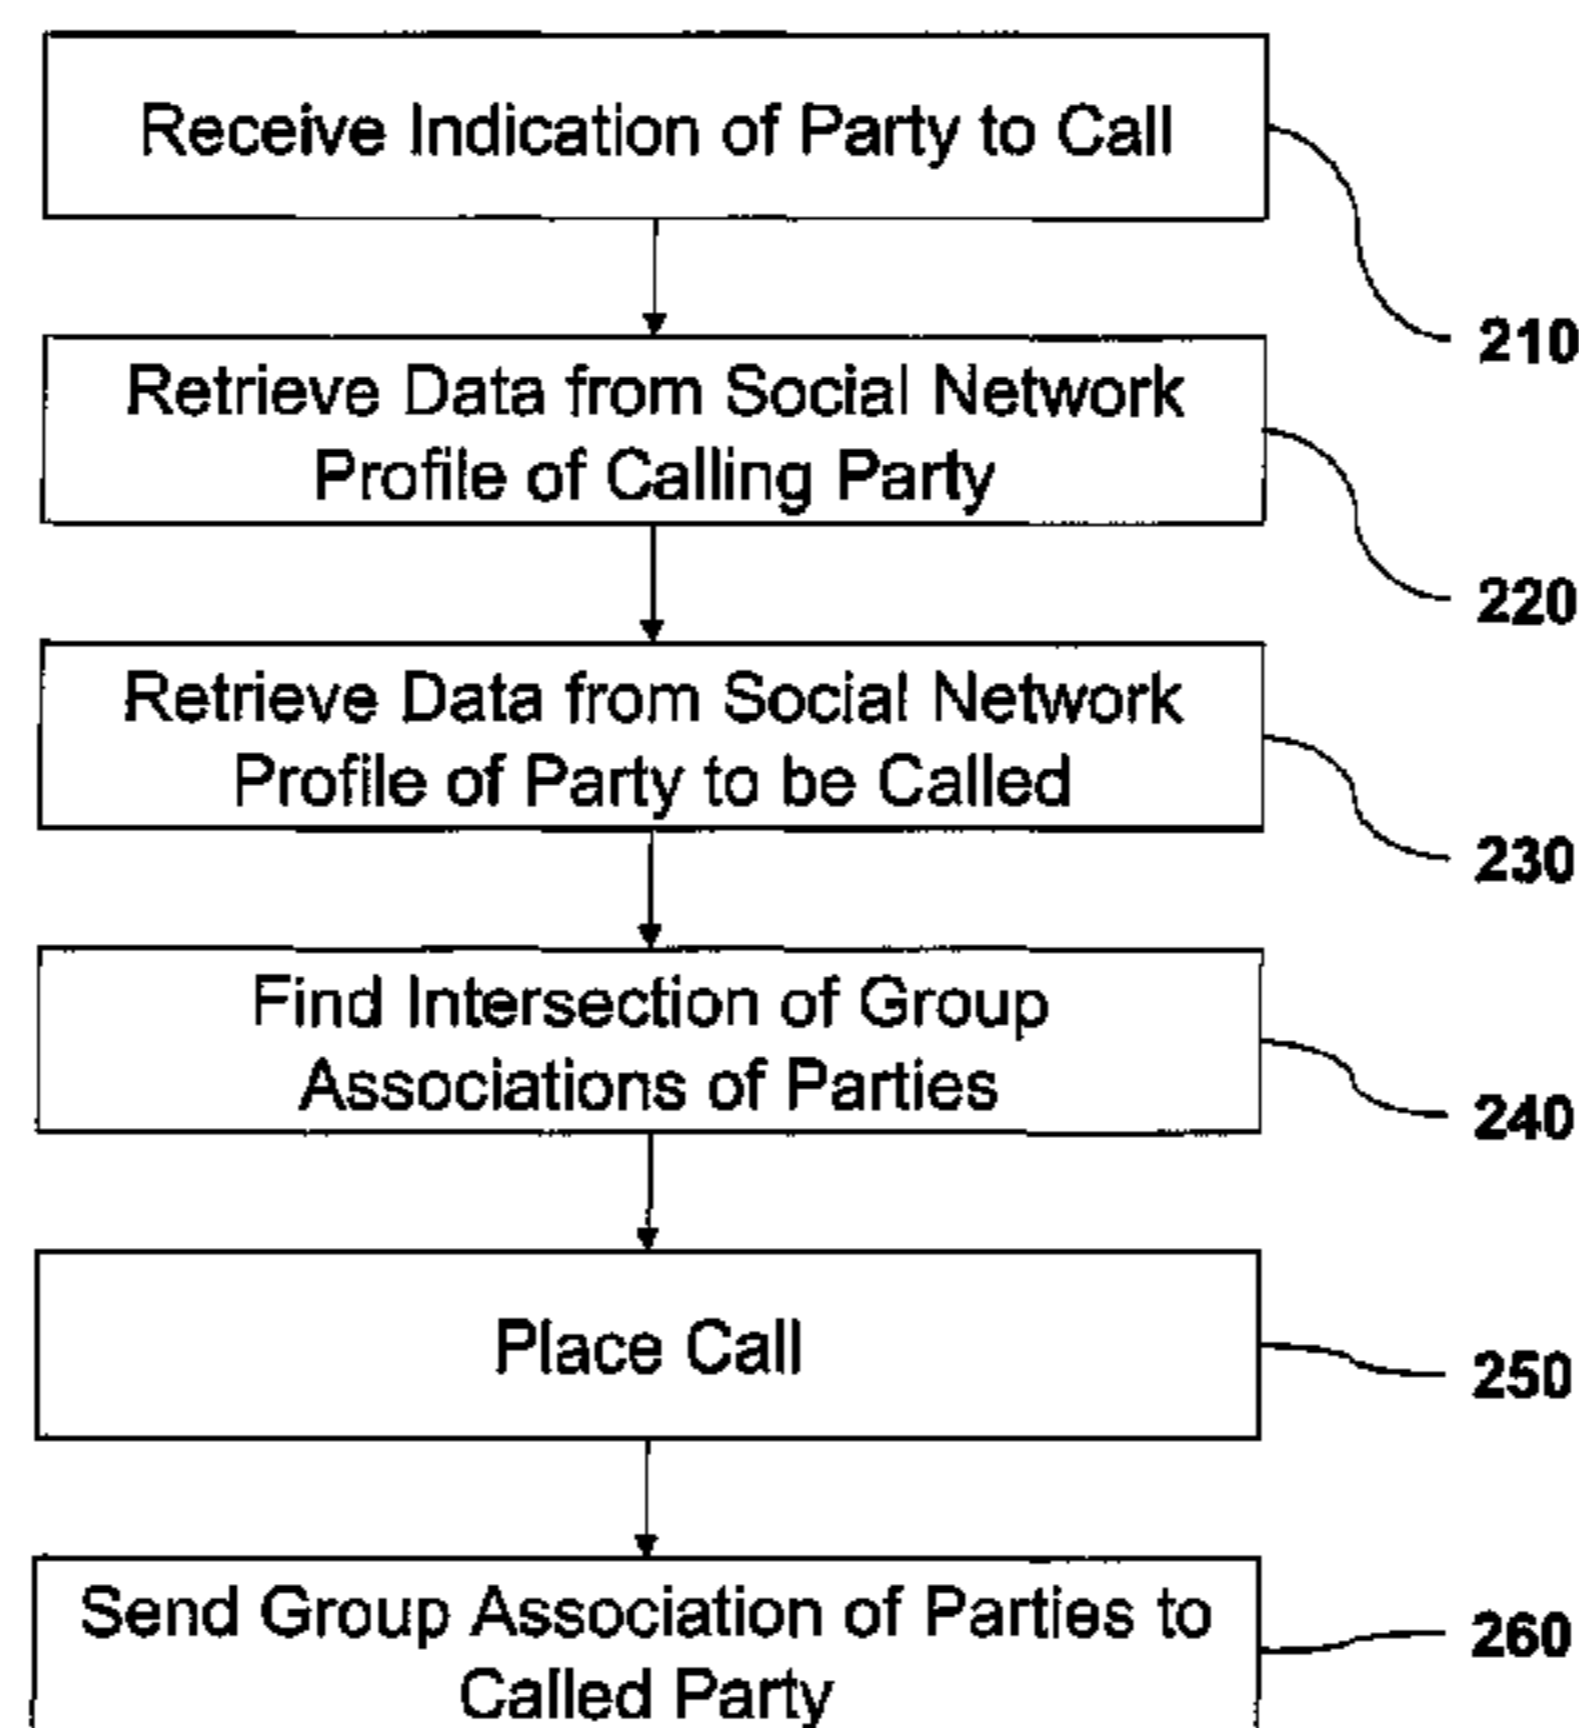 Receive Indication of Party to Call
210
Retrieve Data from Social Network
Profile of Calling Party
220
Retrieve Data from Social Network
Profile of Party to be Called
230
Find Intersection of Group
Associations of Parties
240
Place Call
250
Send Group Association of Parties to
Called Party
260